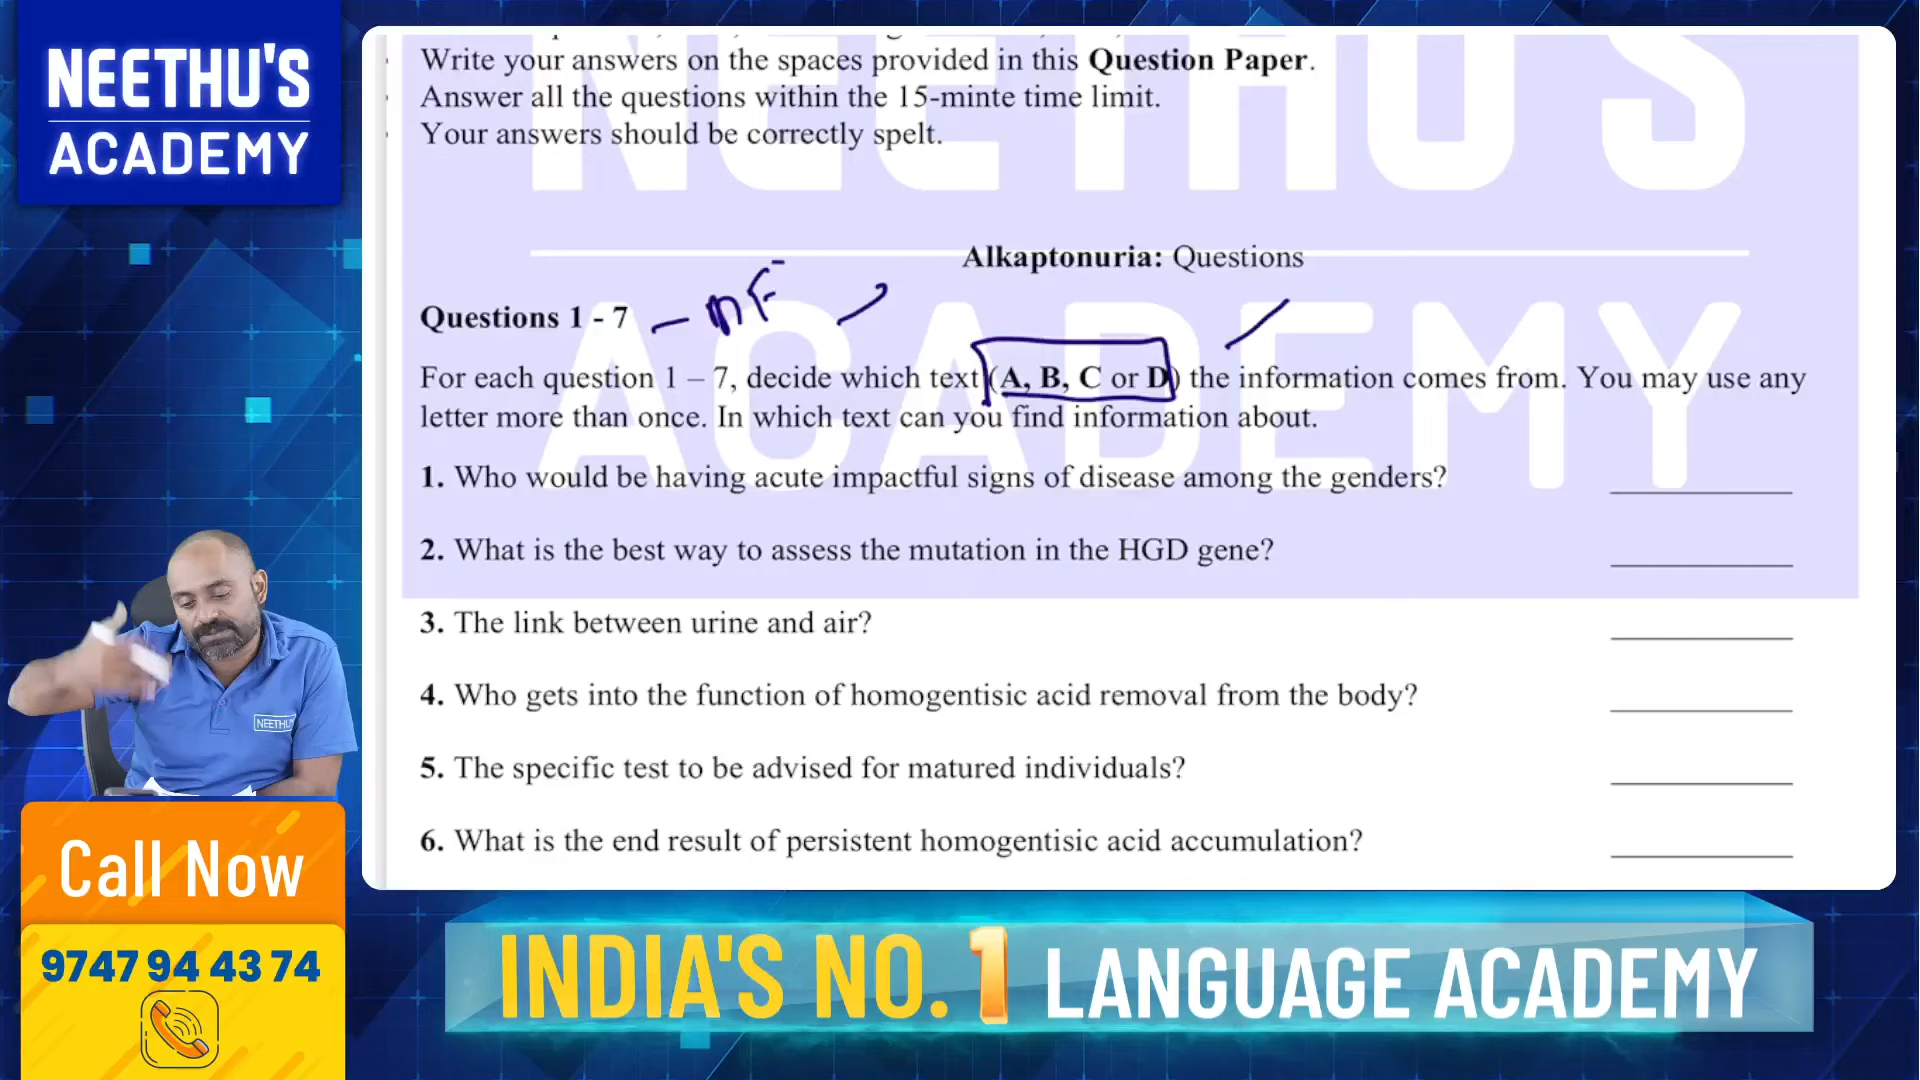 NEETHU'S
ACADEMY
Write your answers on the spaces provided in this Question Paper.
Answer all the questions within the 15-minte time limit.
Your answers should be correctly spelt.
NEETHU'S
ACADEMY
Alkaptonuria: Questions
Questions 1 - 7
For each question 1 – 7, decide which text (A, B, C or D) the information comes from. You may use any
letter more than once. In which text can you find information about.
1. Who would be having acute impactful signs of disease among the genders?
2. What is the best way to assess the mutation in the HGD gene?
3. The link between urine and air?
4. Who gets into the function of homogentisic acid removal from the body?
5. The specific test to be advised for matured individuals?
6. What is the end result of persistent homogentisic acid accumulation?
Call Now
9747 94 43 74
INDIA'S NO.1 LANGUAGE ACADEMY